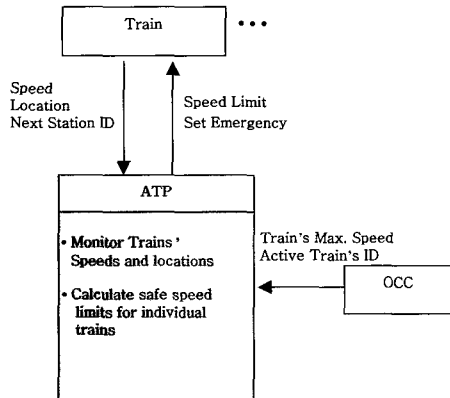 Train
Speed
Location
Next Station ID
Speed Limit
Set Emergency
ATP
• Monitor Trains'
Speeds and locations
• Calculate safe speed
limits for individual
trains
Train's Max. Speed
Active Train's ID
OCC